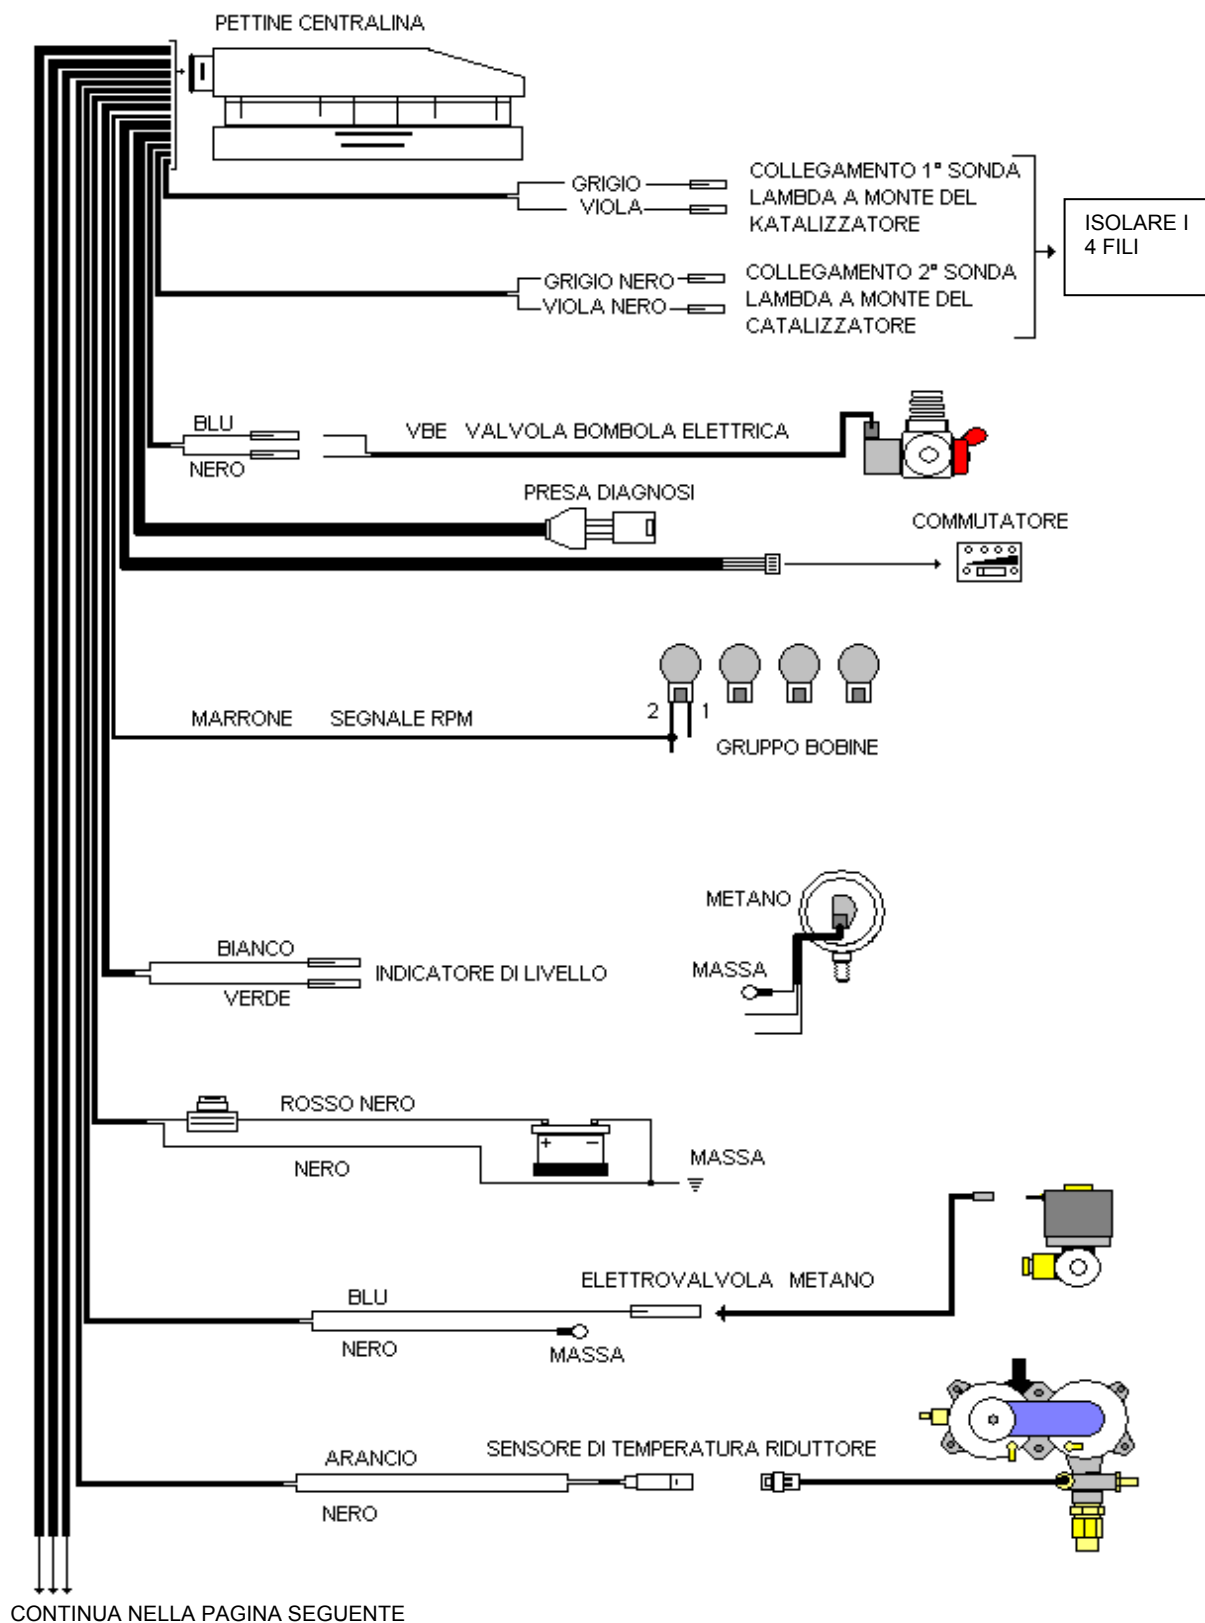 PETTINE CENTRALINA
GRIGIO
VIOLA
COLLEGAMENTO 1° SONDA
LAMBDA A MONTE DEL
KATALIZZATORE
ISOLARE I
4 FILI
GRIGIO NERO
VIOLA NERO
COLLEGAMENTO 2° SONDA
LAMBDA A MONTE DEL
CATALIZZATORE
BLU
NERO
VBE VALVOLA BOMBOLA ELETTRICA
PRESA DIAGNOSI
COMMUTATORE
MARRONE SEGNALE RPM
2 1
GRUPPO BOBINE
METANO
MASSA
BIANCO
VERDE
INDICATORE DI LIVELLO
ROSSO NERO
NERO
+ −
MASSA
ELETTROVALVOLA METANO
BLU
NERO
MASSA
SENSORE DI TEMPERATURA RIDUTTORE
ARANCIO
NERO
CONTINUA NELLA PAGINA SEGUENTE